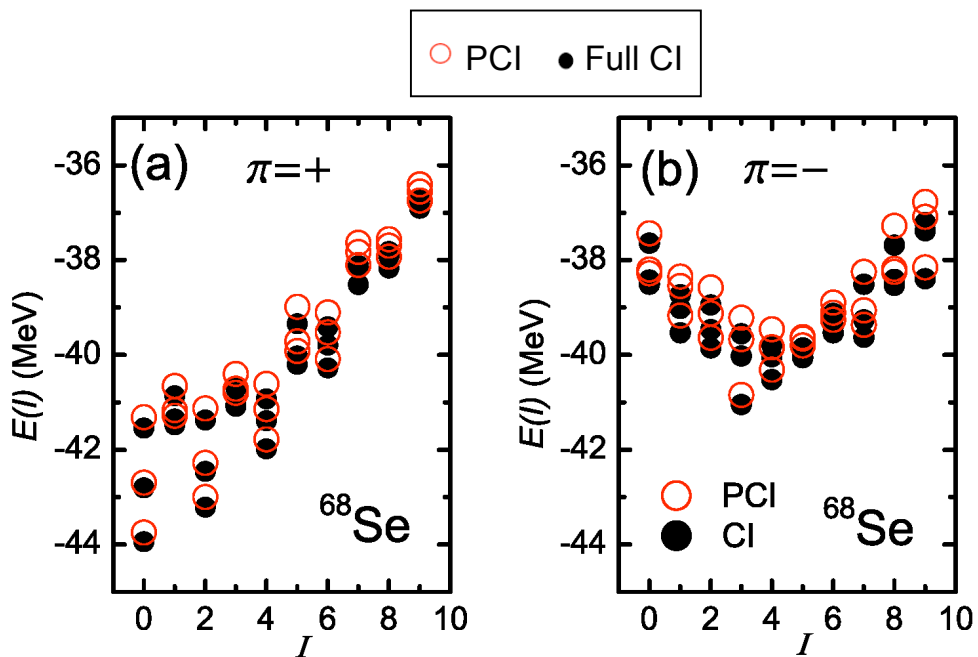 PCI Full CI
(a) π=+
E(I) (MeV)
-36
-38
-40
-42
-44
68Se
0 2 4 6 8 10
I
(b) π=−
E(I) (MeV)
-36
-38
-40
-42
-44
PCI
CI
68Se
0 2 4 6 8 10
I